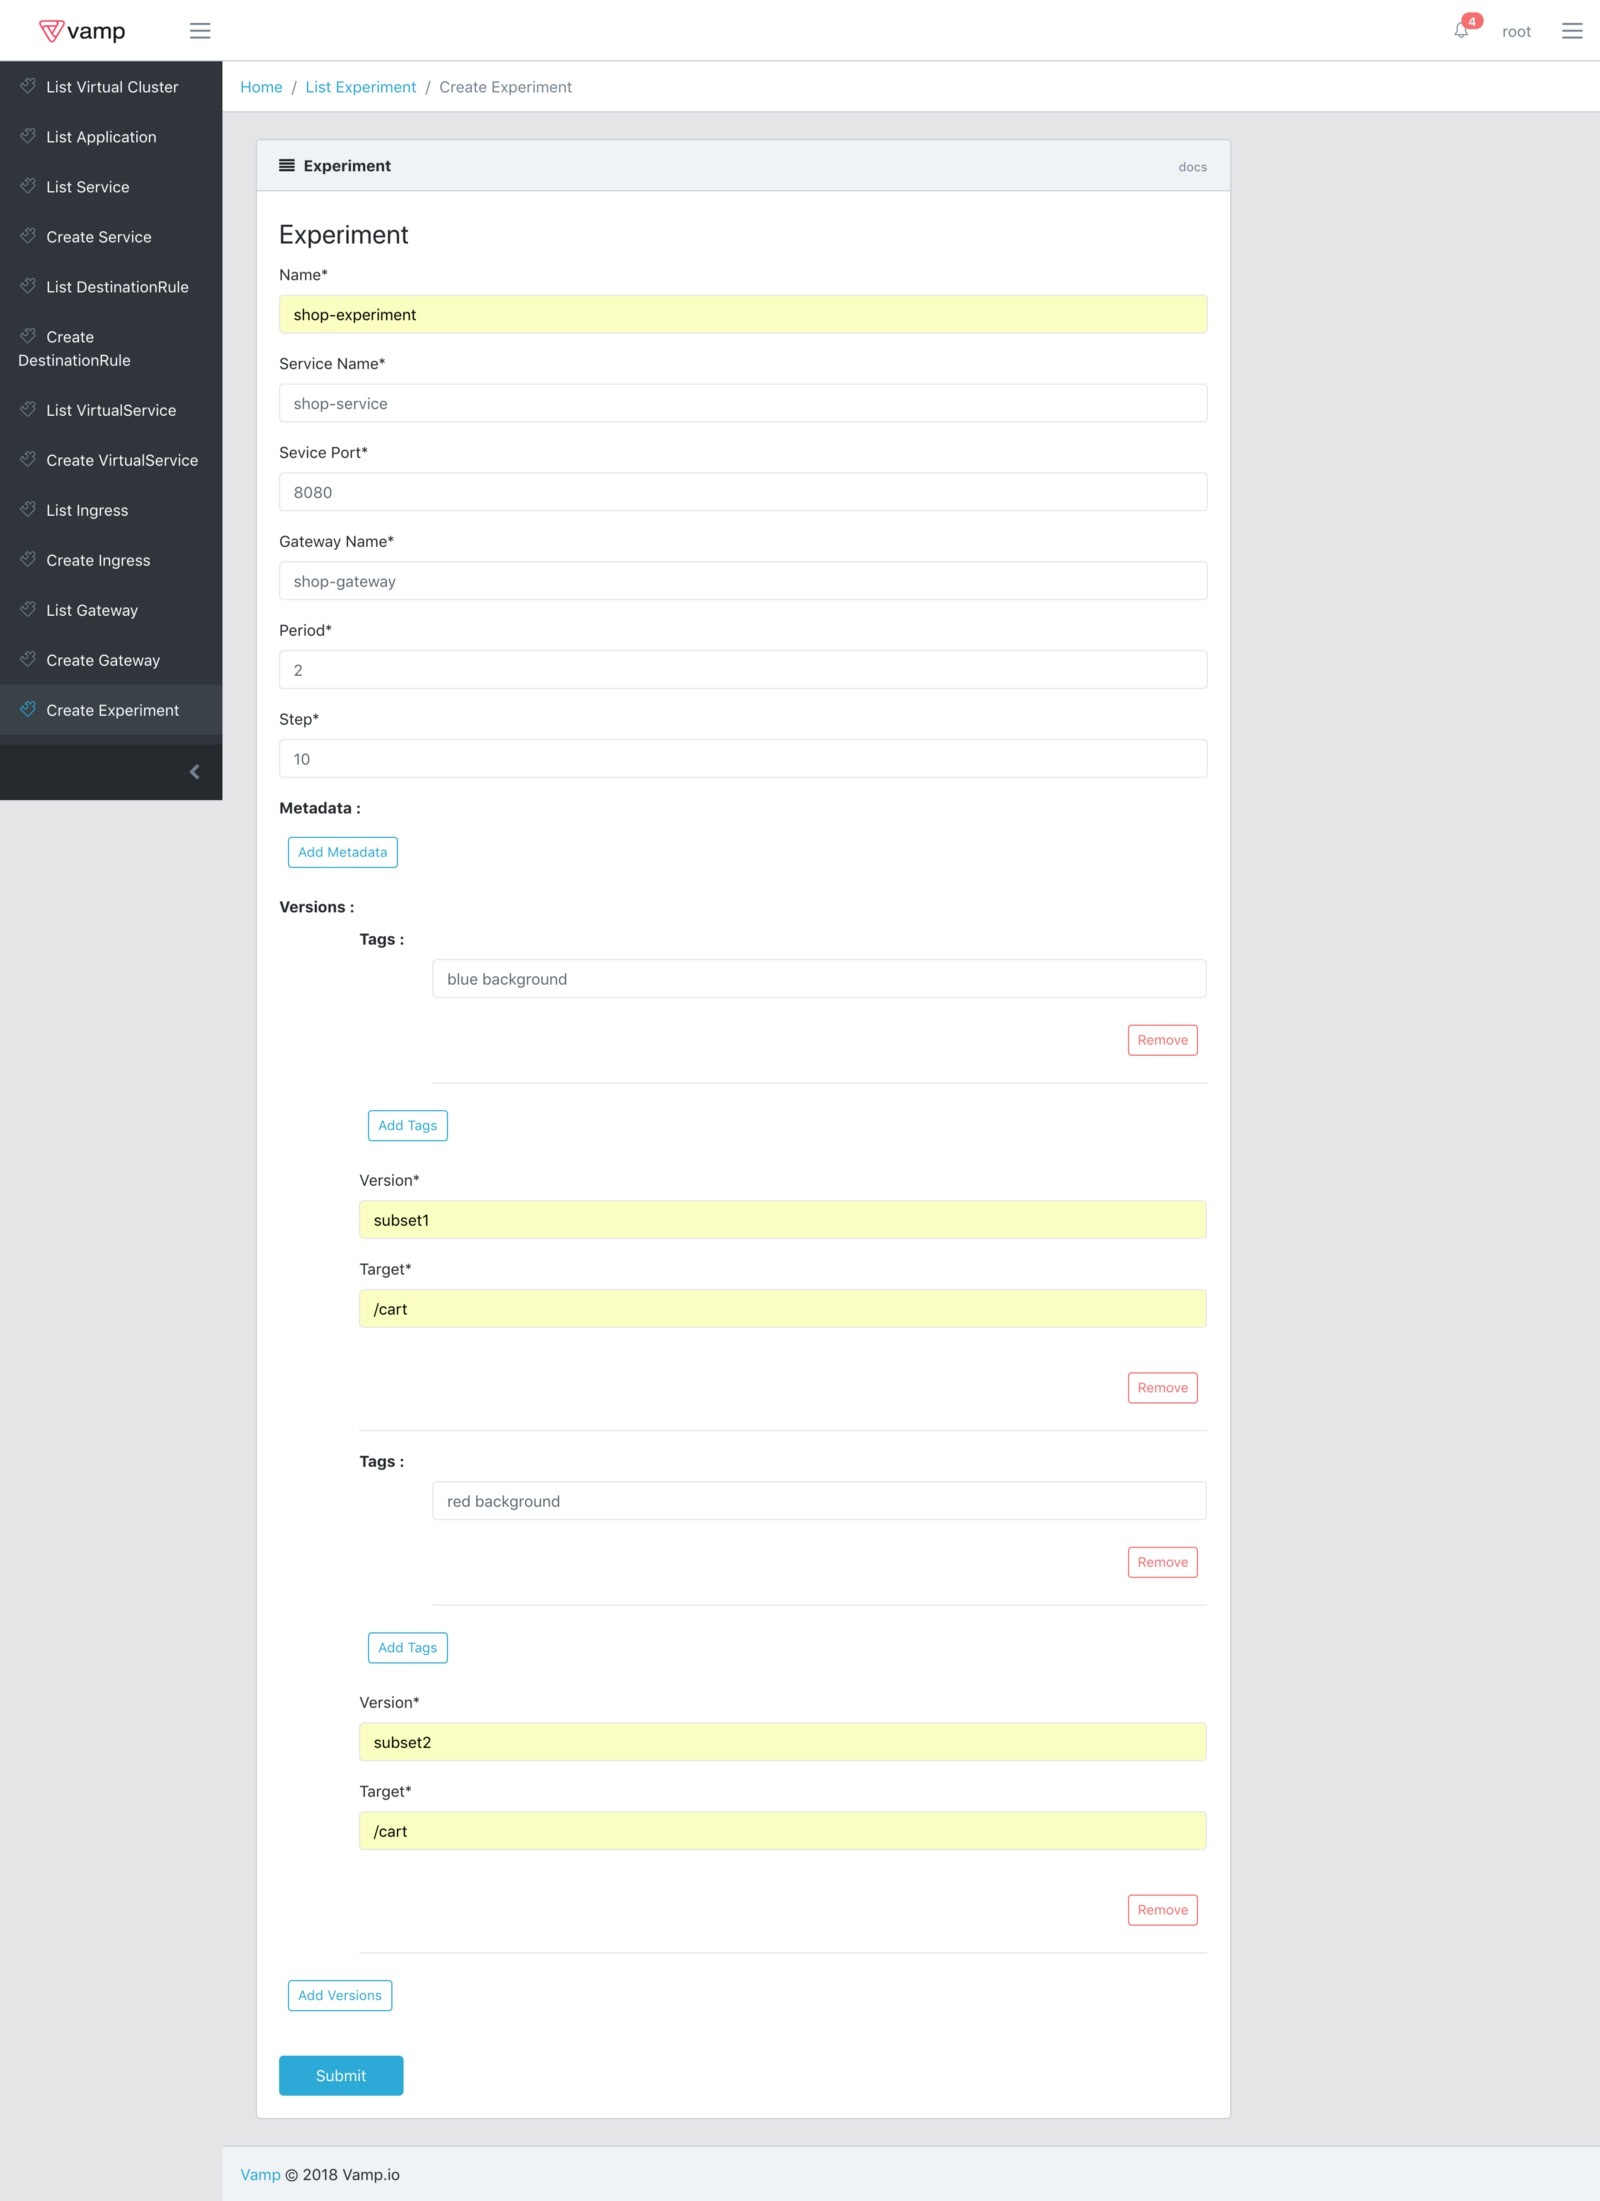 vamp
4
root
List Virtual Cluster
List Application
List Service
Create Service
List DestinationRule
Create
DestinationRule
List VirtualService
Create VirtualService
List Ingress
Create Ingress
List Gateway
Create Gateway
Create Experiment
Home / List Experiment / Create Experiment
Experiment
docs
Experiment
Name*
shop-experiment
Service Name*
shop-service
Sevice Port*
8080
Gateway Name*
shop-gateway
Period*
2
Step*
10
Metadata :
Add Metadata
Versions :
Tags :
blue background
Remove
Add Tags
Version*
subset1
Target*
/cart
Remove
Tags :
red background
Remove
Add Tags
Version*
subset2
Target*
/cart
Remove
Add Versions
Submit
Vamp © 2018 Vamp.io